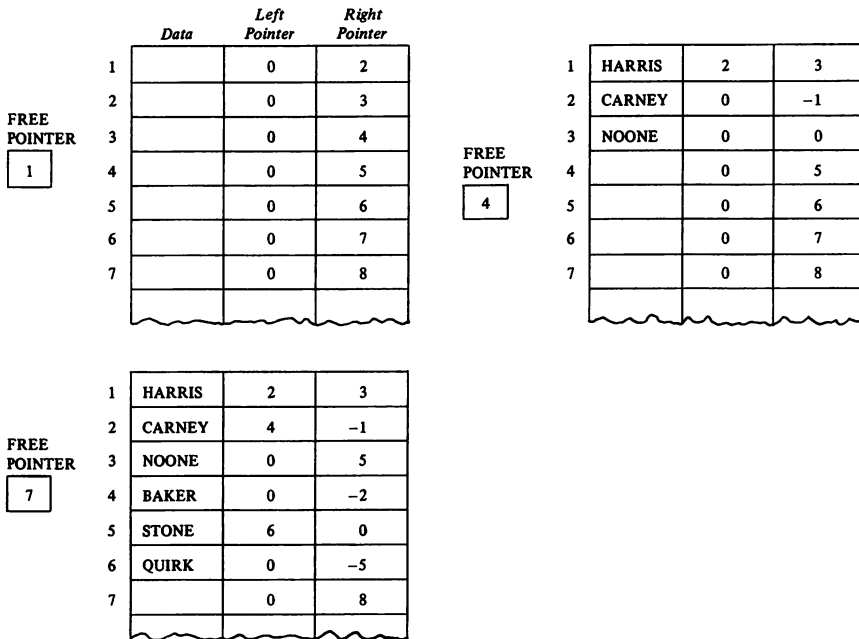 Data Left Pointer Right Pointer
FREE POINTER
1
1 0 2
2 0 3
3 0 4
4 0 5
5 0 6
6 0 7
7 0 8
FREE POINTER
4
1 HARRIS 2 3
2 CARNEY 0 −1
3 NOONE 0 0
4 0 5
5 0 6
6 0 7
7 0 8
FREE POINTER
7
1 HARRIS 2 3
2 CARNEY 4 −1
3 NOONE 0 5
4 BAKER 0 −2
5 STONE 6 0
6 QUIRK 0 −5
7 0 8